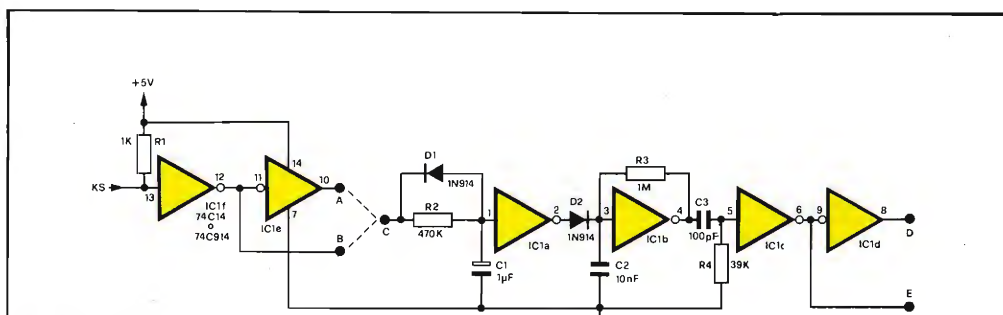 +5V
1K
R1
KS
13
12
IC1f
74C14
o
74C914
11
14
10
A
7
IC1e
B
C
D1
1N914
R2
470K
C1
1µF
1
2
IC1a
D2
1N914
R3
1M
3
4
IC1b
C2
10nF
C3
100pF
5
6
R4
39K
IC1c
9
8
IC1d
D
E